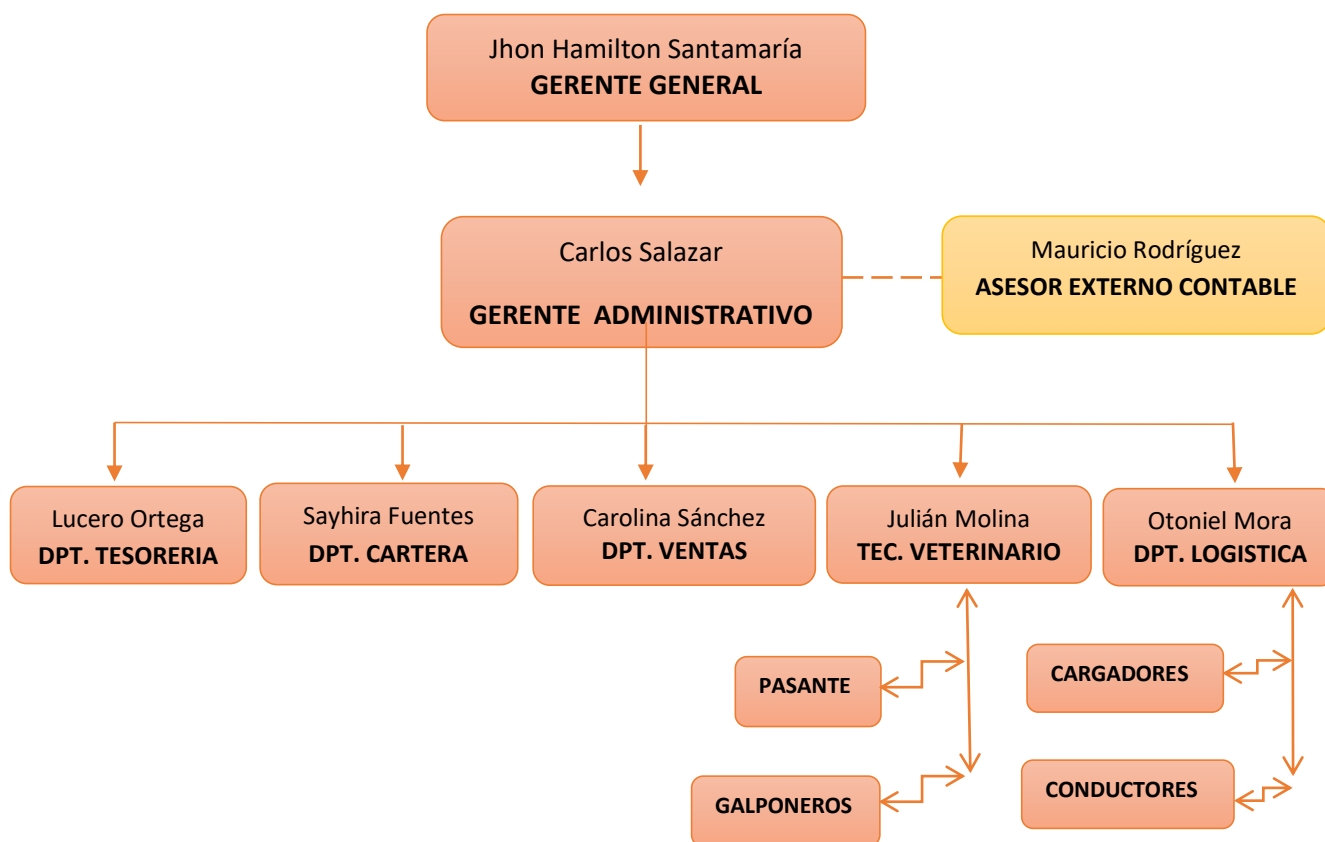 Jhon Hamilton Santamaría
GERENTE GENERAL
Carlos Salazar
GERENTE ADMINISTRATIVO
Mauricio Rodríguez
ASESOR EXTERNO CONTABLE
Lucero Ortega
DPT. TESORERIA
Sayhira Fuentes
DPT. CARTERA
Carolina Sánchez
DPT. VENTAS
Julián Molina
TEC. VETERINARIO
Otoniel Mora
DPT. LOGISTICA
PASANTE
CARGADORES
GALPONEROS
CONDUCTORES